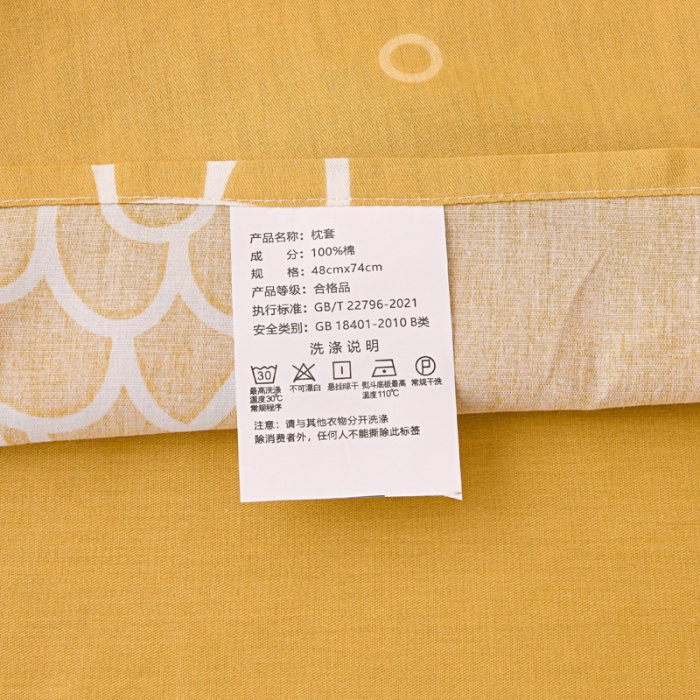 产品名称：枕套
成 分：100%棉
规 格：48cmx74cm
产品等级：合格品
执行标准：GB/T 22796-2021
安全类别：GB 18401-2010 B类
洗涤说明
30 P
最高洗涤温度30℃常规程序 不可漂白 悬挂晾干 熨斗底板最高温度110℃ 常规干洗
注意：请与其他衣物分开洗涤
除消费者外，任何人不能撕除此标签